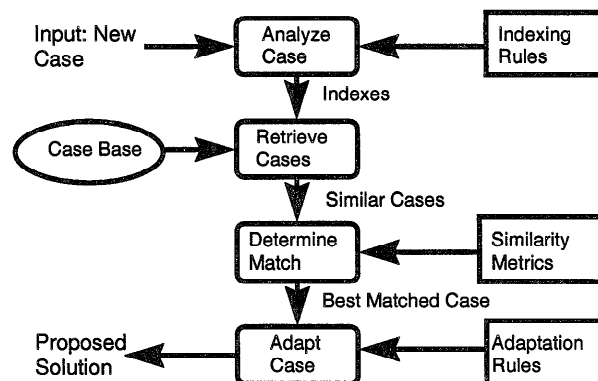 Input: New
Case
Analyze
Case
Indexing
Rules
Indexes
Case Base
Retrieve
Cases
Similar Cases
Determine
Match
Similarity
Metrics
Best Matched Case
Proposed
Solution
Adapt
Case
Adaptation
Rules